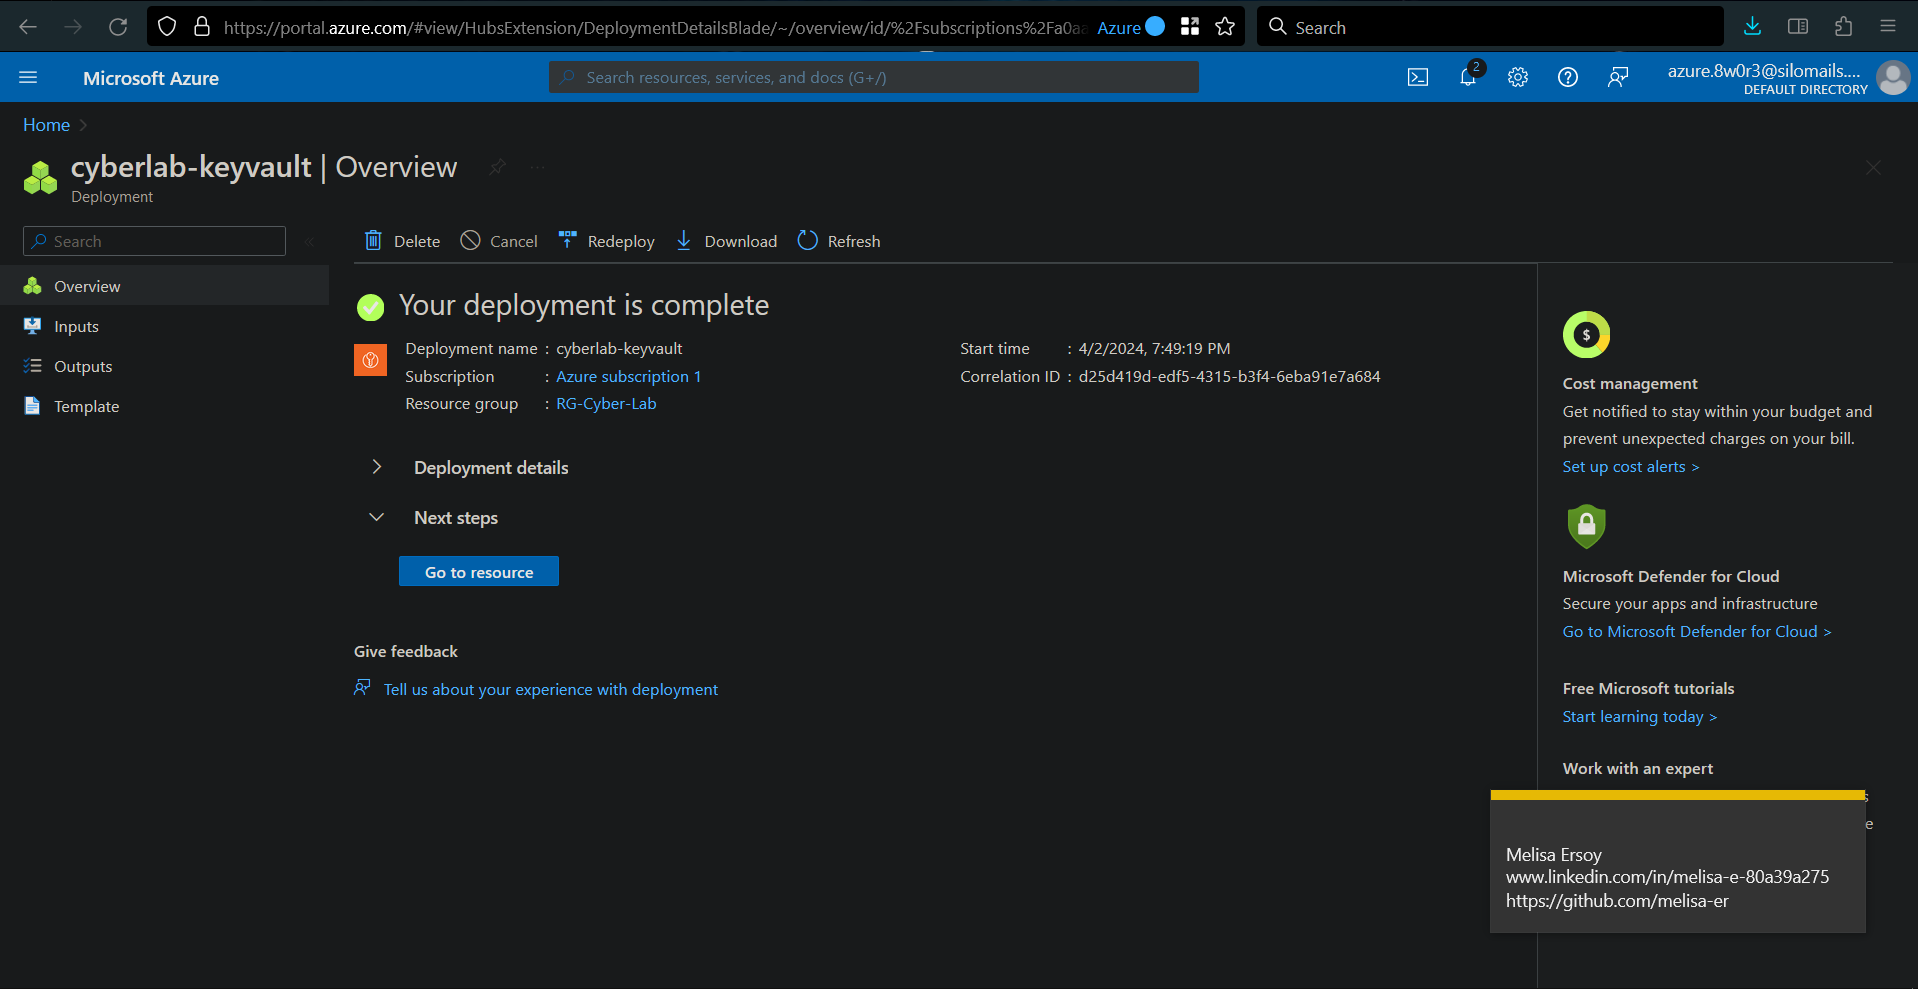 https://portal.azure.com/#view/HubsExtension/DeploymentDetailsBlade/~/overview/id/%2Fsubscriptions%2Fa0a
Azure
Search
Microsoft Azure
Search resources, services, and docs (G+/)
2
azure.8w0r3@silomails....
DEFAULT DIRECTORY
Home
cyberlab-keyvault | Overview
...
Deployment
Search
«
Delete
Cancel
Redeploy
Download
Refresh
Overview
Inputs
Outputs
Template
Your deployment is complete
Deployment name : cyberlab-keyvault
Subscription : Azure subscription 1
Resource group : RG-Cyber-Lab
Start time : 4/2/2024, 7:49:19 PM
Correlation ID : d25d419d-edf5-4315-b3f4-6eba91e7a684
Deployment details
Next steps
Go to resource
Give feedback
Tell us about your experience with deployment
$
Cost management
Get notified to stay within your budget and
prevent unexpected charges on your bill.
Set up cost alerts >
Microsoft Defender for Cloud
Secure your apps and infrastructure
Go to Microsoft Defender for Cloud >
Free Microsoft tutorials
Start learning today >
Work with an expert
Melisa Ersoy
www.linkedin.com/in/melisa-e-80a39a275
https://github.com/melisa-er